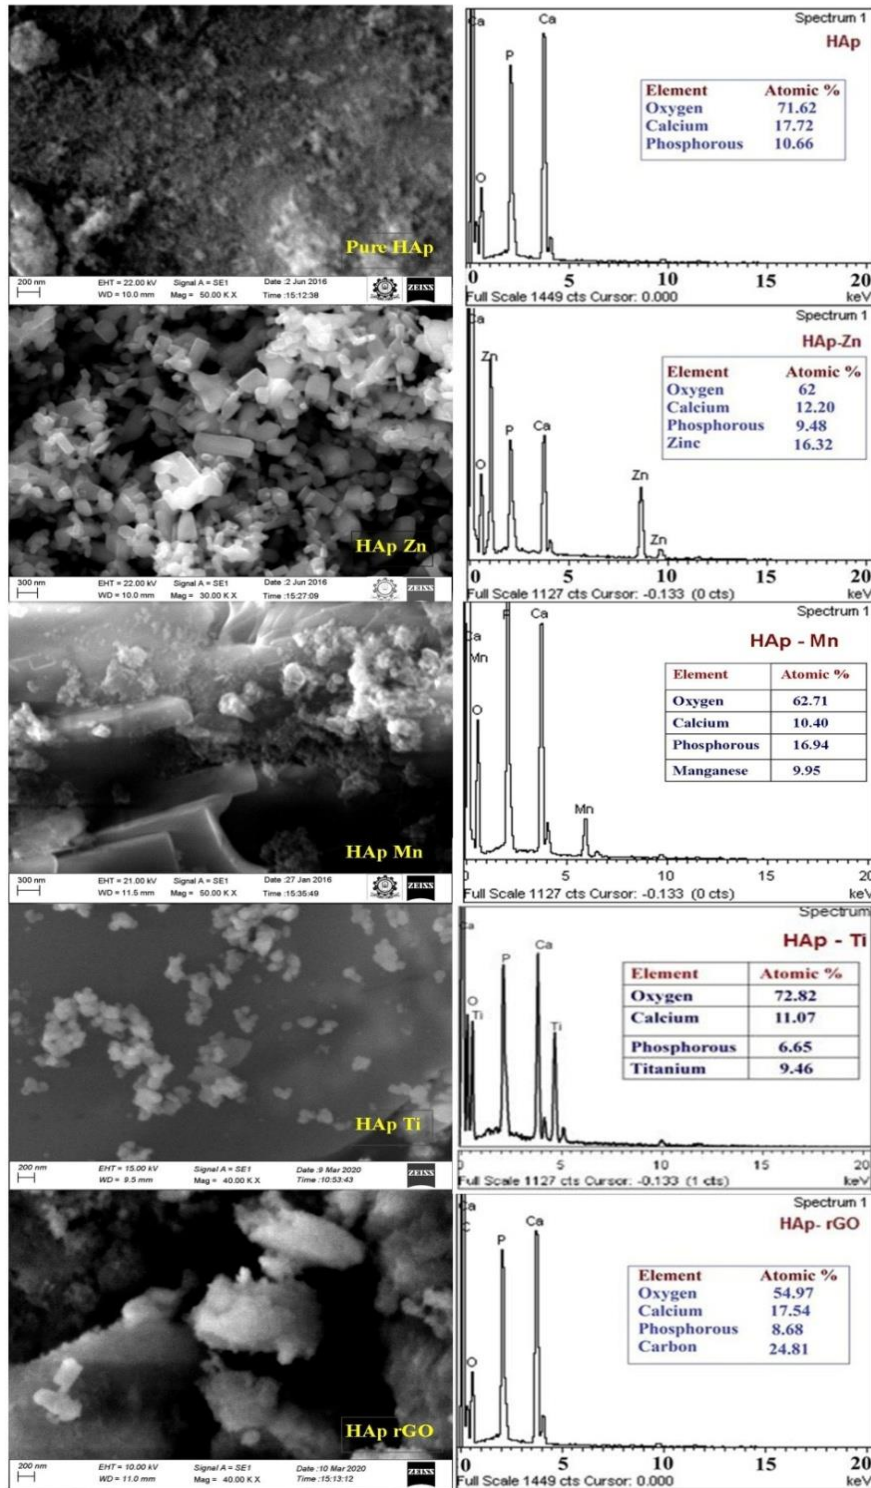 Pure HAp
200 nm
EHT = 22.00 kV
Signal A = SE1
Date :2 Jun 2016
WD = 10.0 mm
Mag = 50.00 K X
Time :15:12:38
ZEISS
Spectrum 1
HAp
Ca
Ca
P
O
Element Atomic %
Oxygen 71.62
Calcium 17.72
Phosphorous 10.66
0 5 10 15 20
Full Scale 1449 cts Cursor: 0.000 keV
HAp Zn
300 nm
EHT = 22.00 kV
Signal A = SE1
Date :2 Jun 2016
WD = 10.0 mm
Mag = 30.00 K X
Time :15:27:09
ZEISS
Spectrum 1
HAp-Zn
Ca
Zn
P
Ca
O
Zn
Zn
Element Atomic %
Oxygen 62
Calcium 12.20
Phosphorous 9.48
Zinc 16.32
0 5 10 15 20
Full Scale 1127 cts Cursor: -0.133 (0 cts) keV
HAp Mn
300 nm
EHT = 21.00 kV
Signal A = SE1
Date :27 Jan 2016
WD = 11.5 mm
Mag = 50.00 K X
Time :15:35:49
ZEISS
Spectrum 1
HAp - Mn
Ca
Mn
P
Ca
O
Mn
Element Atomic %
Oxygen 62.71
Calcium 10.40
Phosphorous 16.94
Manganese 9.95
0 5 10 15 20
Full Scale 1127 cts Cursor: -0.133 (0 cts) keV
HAp Ti
200 nm
EHT = 15.00 kV
Signal A = SE1
Date :9 Mar 2020
WD = 9.5 mm
Mag = 40.00 K X
Time :10:53:43
ZEISS
Spectrum
HAp - Ti
Ca
O
Ti
P
Ca
Ti
Element Atomic %
Oxygen 72.82
Calcium 11.07
Phosphorous 6.65
Titanium 9.46
0 5 10 15 20
Full Scale 1127 cts Cursor: -0.133 (1 cts) keV
HAp rGO
200 nm
EHT = 10.00 kV
Signal A = SE1
Date :10 Mar 2020
WD = 11.0 mm
Mag = 40.00 K X
Time :15:13:12
ZEISS
Spectrum 1
HAp- rGO
Ca
C
P
Ca
O
Element Atomic %
Oxygen 54.97
Calcium 17.54
Phosphorous 8.68
Carbon 24.81
0 5 10 15 20
Full Scale 1449 cts Cursor: 0.000 keV